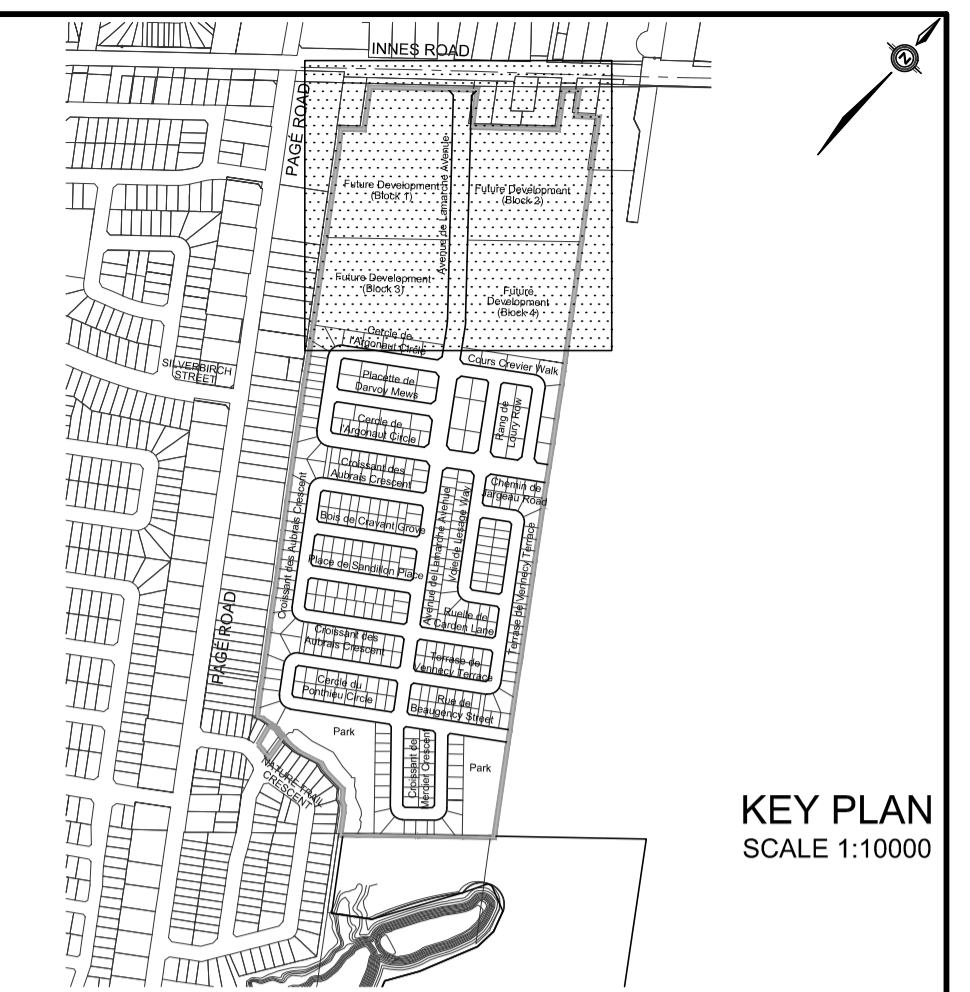 INNES ROAD
N
PAGÉ ROAD
Future Development
(Block 1)
Avenue de Lamarche Avenue
Future Development
(Block 2)
Future Development
(Block 3)
Future
Development
(Block 4)
Cercle de
l'Argonaut Circle
Cours Crevier Walk
SILVERBIRCH
STREET
Placette de
Darvoy Mews
Rang de
Loury Row
Cercle de
l'Argonaut Circle
Croissant des
Aubrais Crescent
Chemin de
Jargeau Road
Croissant des Aubrais Crescent
Bois de Cravant Grove
Avenue de Lamarche Avenue
Voie de Lesage Way
Terrasse de Vennecy Terrace
Place de Sandillon Place
Ruelle de
Carden Lane
PAGÉ ROAD
Croissant des
Aubrais Crescent
Terrasse de
Vennecy Terrace
Cercle du
Ponthieu Circle
Rue de
Beaugency Street
Park
Croissant de
Mercier Crescent
Park
NATURE TRAIL
CRESCENT
KEY PLAN
SCALE 1:10000